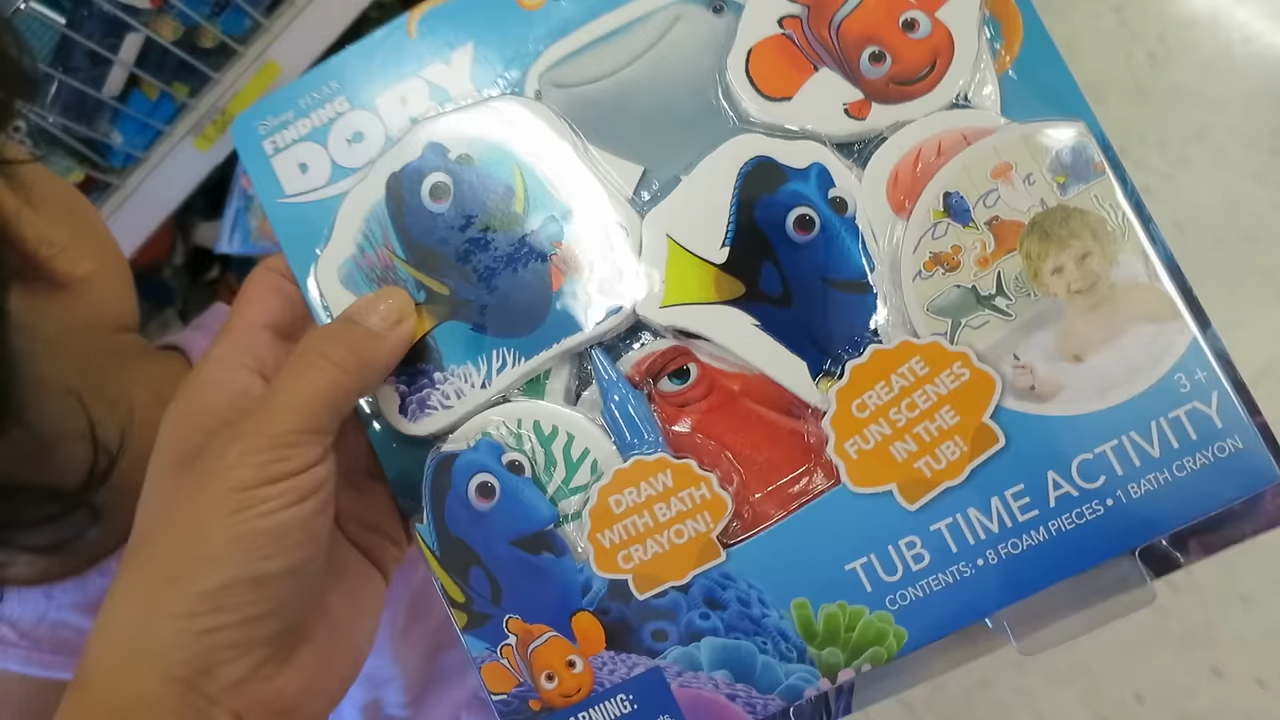 Disney PIXAR
FINDING
DORY
CREATE
FUN SCENES
IN THE
TUB!
DRAW
WITH BATH
CRAYON!
3+
TUB TIME ACTIVITY
CONTENTS: • 8 FOAM PIECES • 1 BATH CRAYON